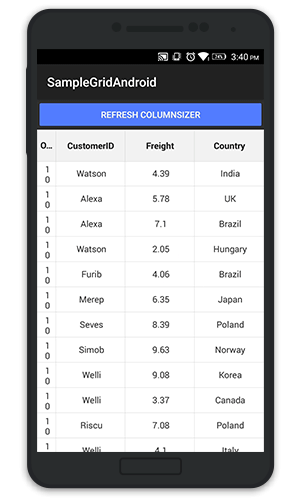 74%
3:40 PM
SampleGridAndroid
REFRESH COLUMNSIZER
O... CustomerID Freight Country
1
0 Watson 4.39 India
1
0 Alexa 5.78 UK
1
0 Alexa 7.1 Brazil
1
0 Watson 2.05 Hungary
1
0 Furib 4.06 Brazil
1
0 Merep 6.35 Japan
1
0 Seves 8.39 Poland
1
0 Simob 9.63 Norway
1
0 Welli 9.08 Korea
1
0 Welli 3.37 Canada
1
0 Riscu 7.08 Poland
1 Welli 4.1 Italy